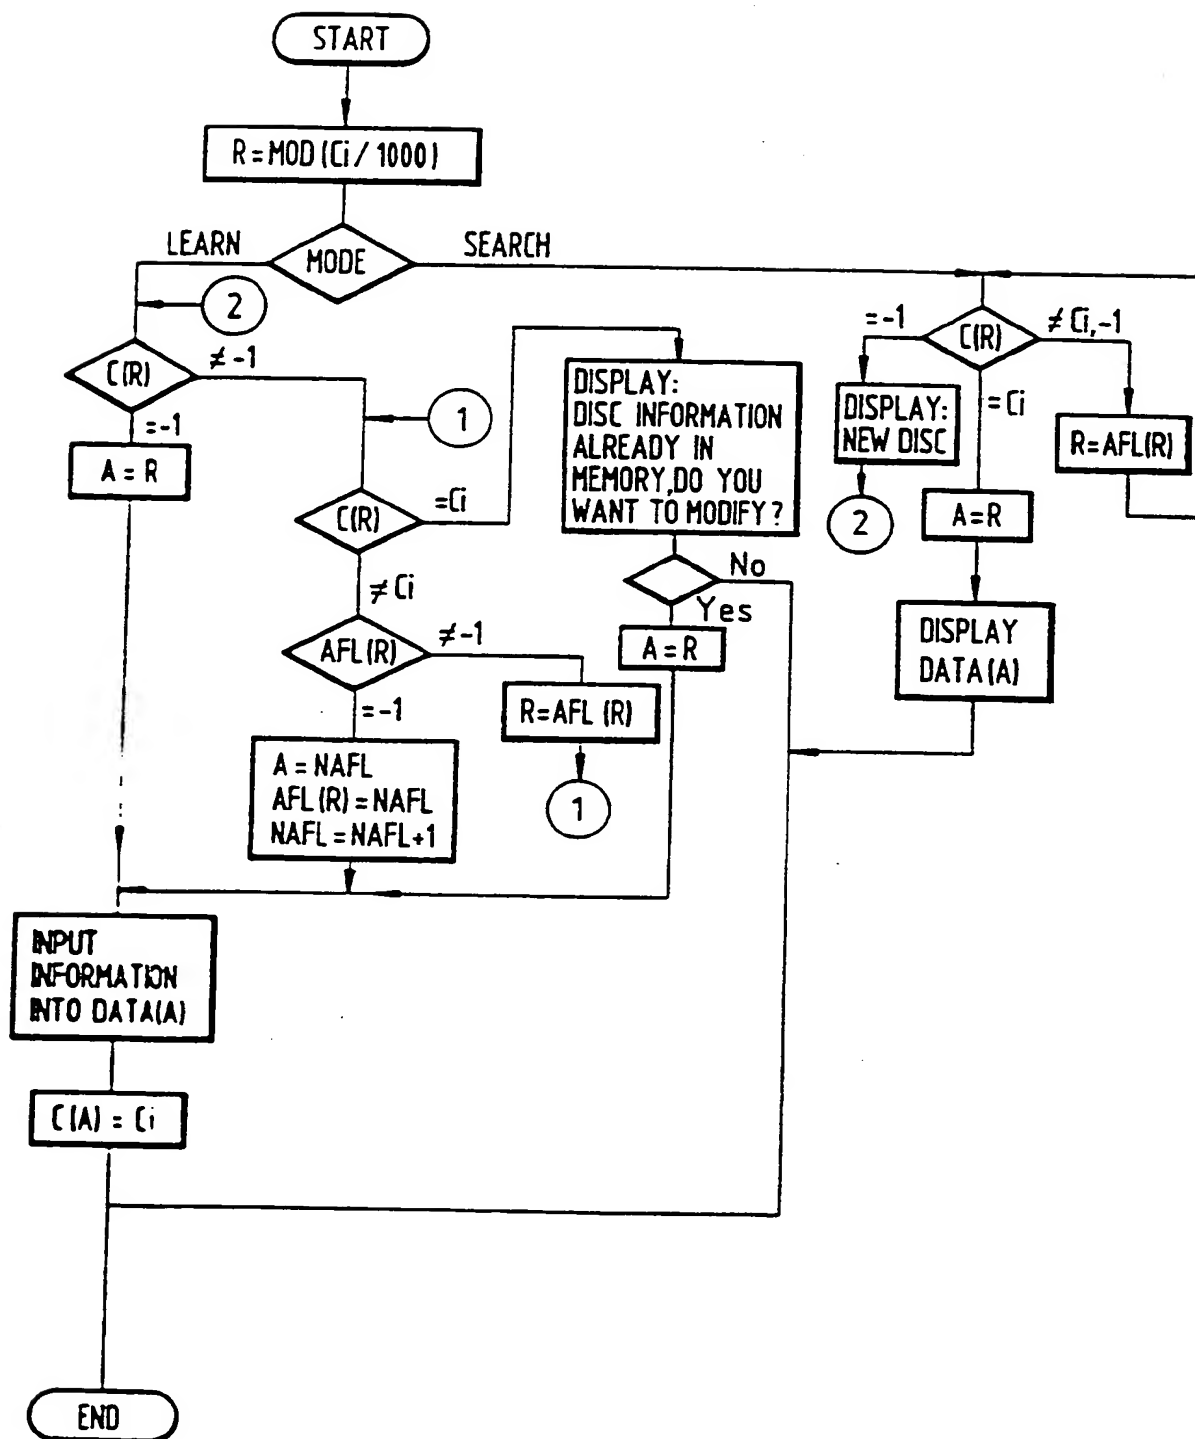 START
R=MOD(Ci/1000)
MODE
LEARN
SEARCH
2
C(R)
≠-1
=-1
A=R
1
C(R)
=Ci
≠Ci
AFL(R)
≠-1
=-1
R=AFL(R)
1
A=NAFL
AFL(R)=NAFL
NAFL=NAFL+1
DISPLAY:
DISC INFORMATION
ALREADY IN
MEMORY,DO YOU
WANT TO MODIFY?
No
Yes
A=R
C(R)
=-1
≠Ci,-1
=Ci
DISPLAY:
NEW DISC
2
R=AFL(R)
A=R
DISPLAY
DATA(A)
INPUT
INFORMATION
INTO DATA(A)
C(A)=Ci
END